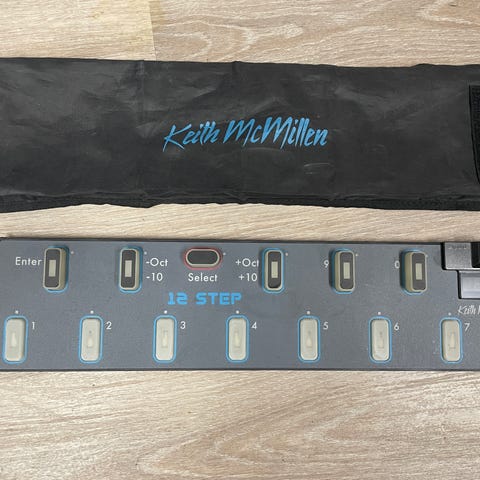 Keith McMillen
Enter -Oct +Oct 9 0
-10 Select +10
12 STEP
Keith M
1 2 3 4 5 6 7